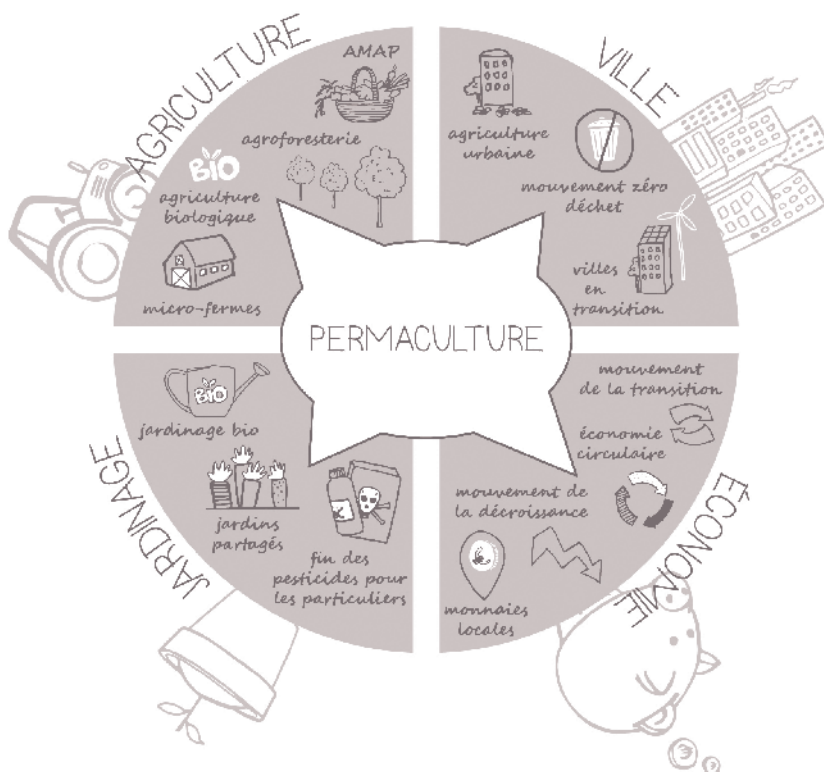 AGRICULTURE
AMAP
agroforesterie
BIO
agriculture
biologique
micro-fermes
VILLE
agriculture
urbaine
mouvement zéro
déchet
villes
en
transition
PERMACULTURE
JARDINAGE
BIO
jardinage bio
jardins
partagés
fin des
pesticides pour
les particuliers
ÉCONOMIE
mouvement
de la transition
économie
circulaire
mouvement de
la décroissance
monnaies
locales